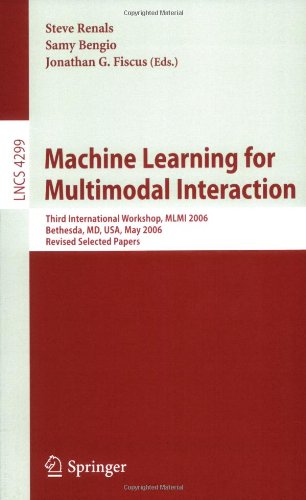 Steve Renals
Samy Bengio
Jonathan G. Fiscus (Eds.)
LNCS 4299
Machine Learning for
Multimodal Interaction
Third International Workshop, MLMI 2006
Bethesda, MD, USA, May 2006
Revised Selected Papers
Springer